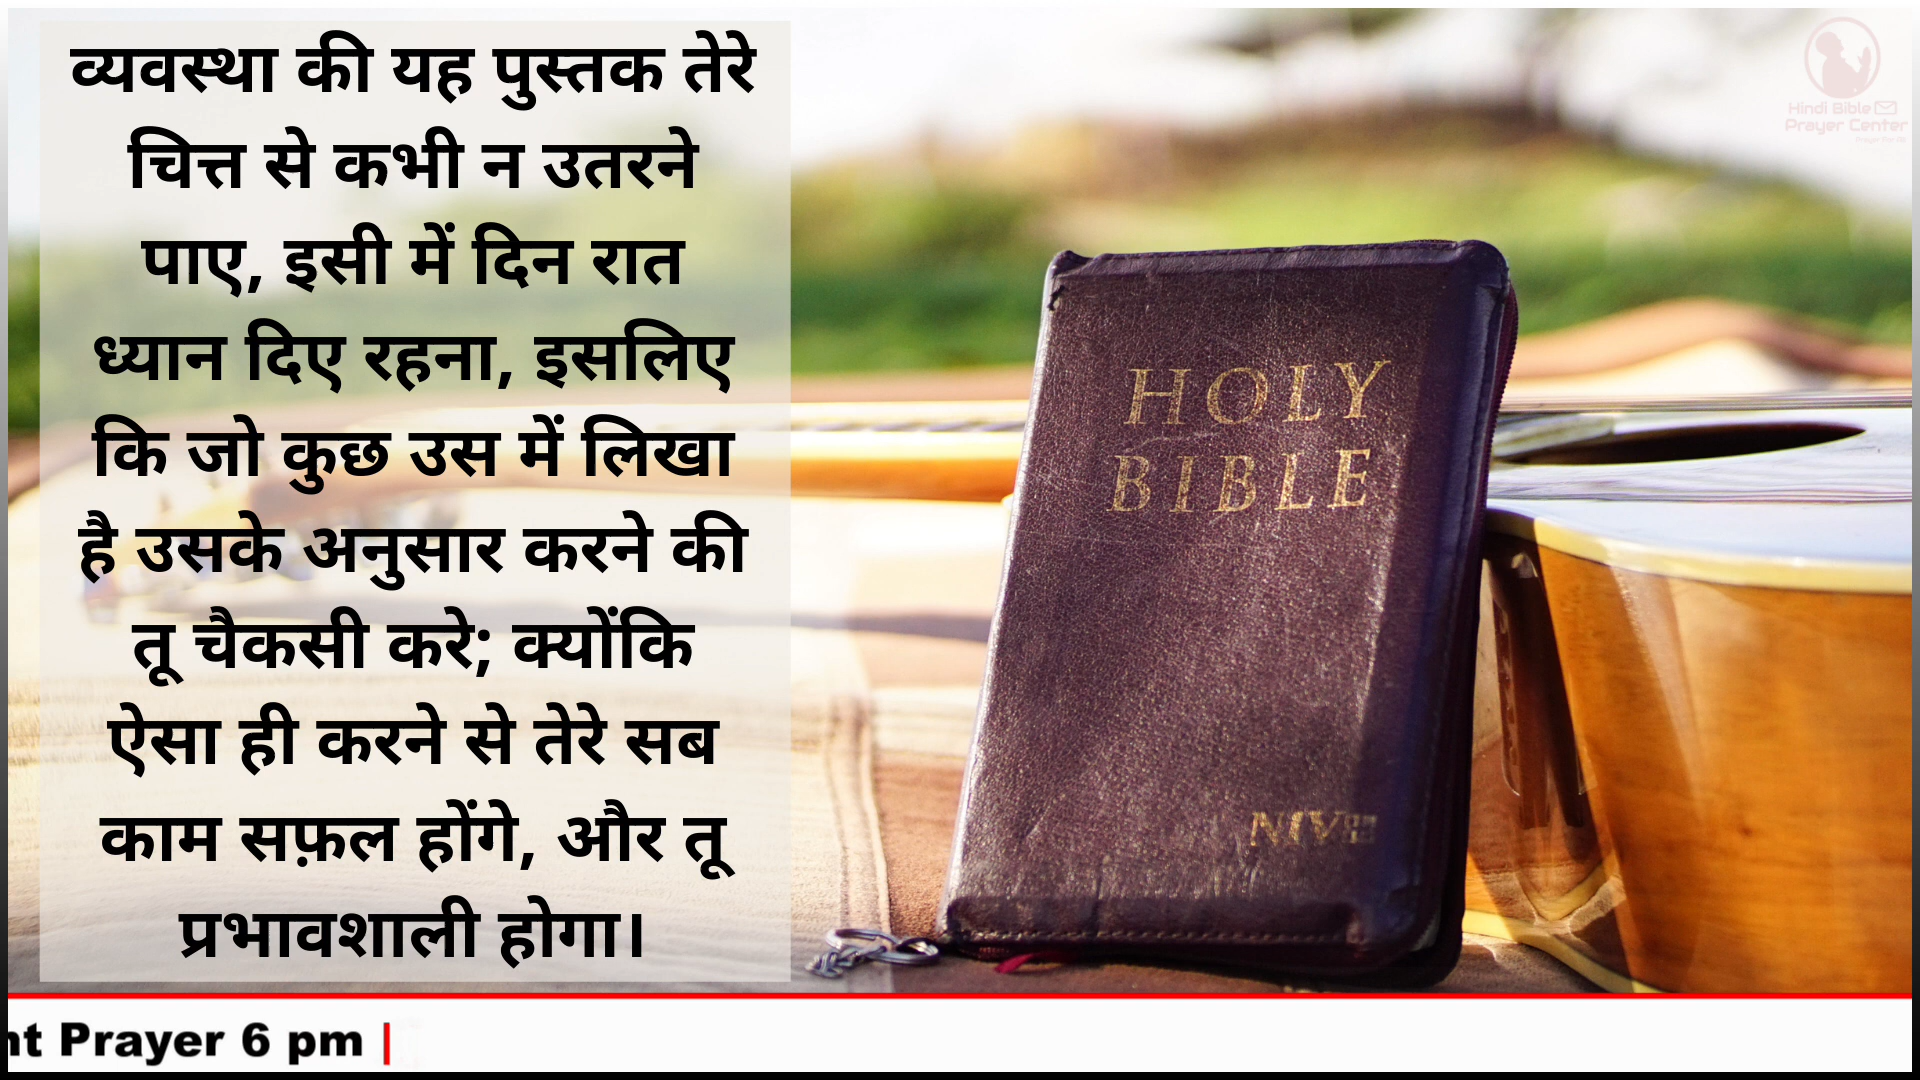 व्यवस्था की यह पुस्तक तेरे
चित्त से कभी न उतरने
पाए, इसी में दिन रात
ध्यान दिए रहना, इसलिए
कि जो कुछ उस में लिखा
है उसके अनुसार करने की
तू चैकसी करे; क्योंकि
ऐसा ही करने से तेरे सब
काम सफ़ल होंगे, और तू
प्रभावशाली होगा।
Hindi Bible
Prayer Center
HOLY
BIBLE
NIV
Prayer 6 pm |